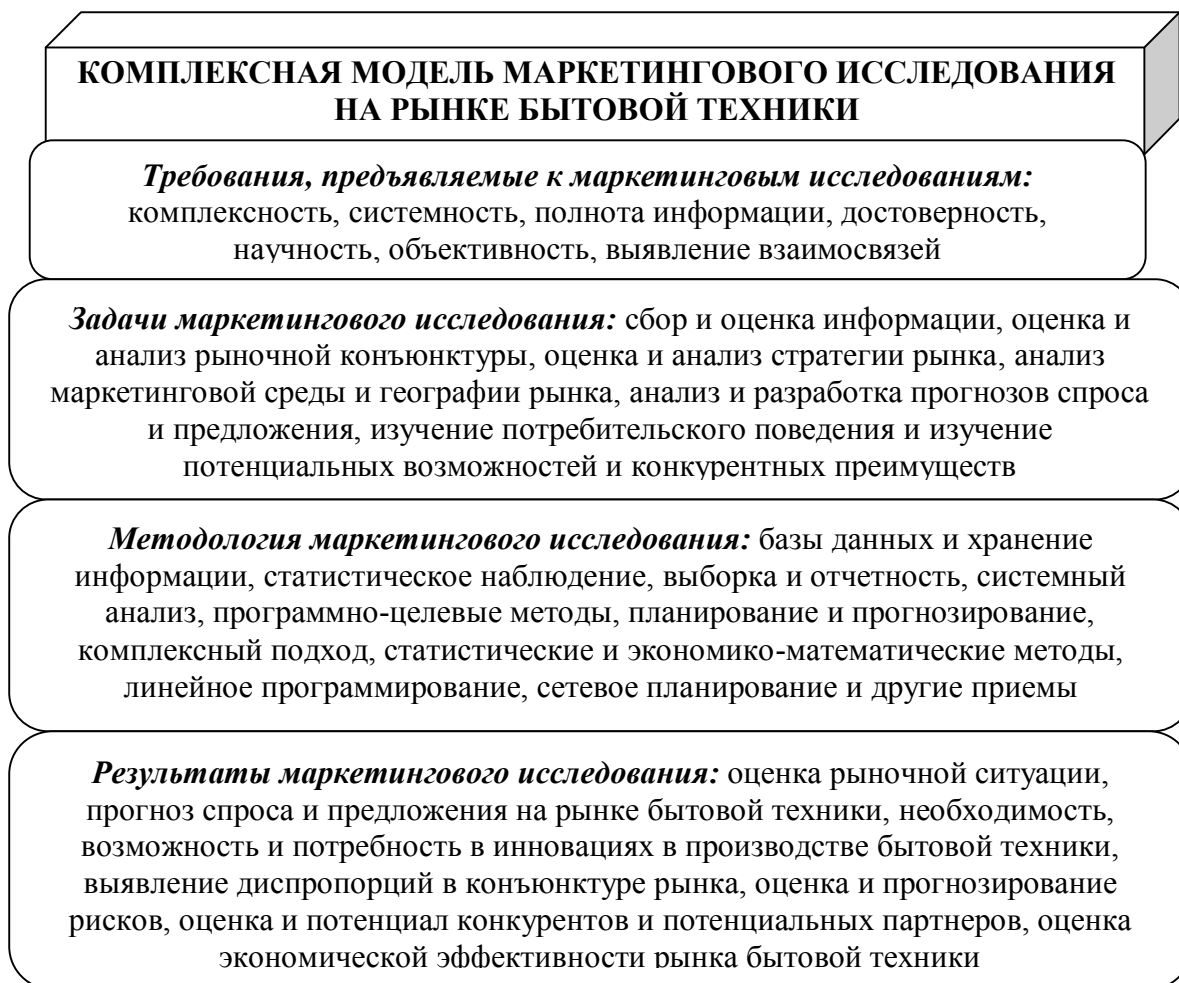 КОМПЛЕКСНАЯ МОДЕЛЬ МАРКЕТИНГОВОГО ИССЛЕДОВАНИЯ
НА РЫНКЕ БЫТОВОЙ ТЕХНИКИ
Требования, предъявляемые к маркетинговым исследованиям:
комплексность, системность, полнота информации, достоверность,
научность, объективность, выявление взаимосвязей
Задачи маркетингового исследования: сбор и оценка информации, оценка и
анализ рыночной конъюнктуры, оценка и анализ стратегии рынка, анализ
маркетинговой среды и географии рынка, анализ и разработка прогнозов спроса
и предложения, изучение потребительского поведения и изучение
потенциальных возможностей и конкурентных преимуществ
Методология маркетингового исследования: базы данных и хранение
информации, статистическое наблюдение, выборка и отчетность, системный
анализ, программно-целевые методы, планирование и прогнозирование,
комплексный подход, статистические и экономико-математические методы,
линейное программирование, сетевое планирование и другие приемы
Результаты маркетингового исследования: оценка рыночной ситуации,
прогноз спроса и предложения на рынке бытовой техники, необходимость,
возможность и потребность в инновациях в производстве бытовой техники,
выявление диспропорций в конъюнктуре рынка, оценка и прогнозирование
рисков, оценка и потенциал конкурентов и потенциальных партнеров, оценка
экономической эффективности рынка бытовой техники